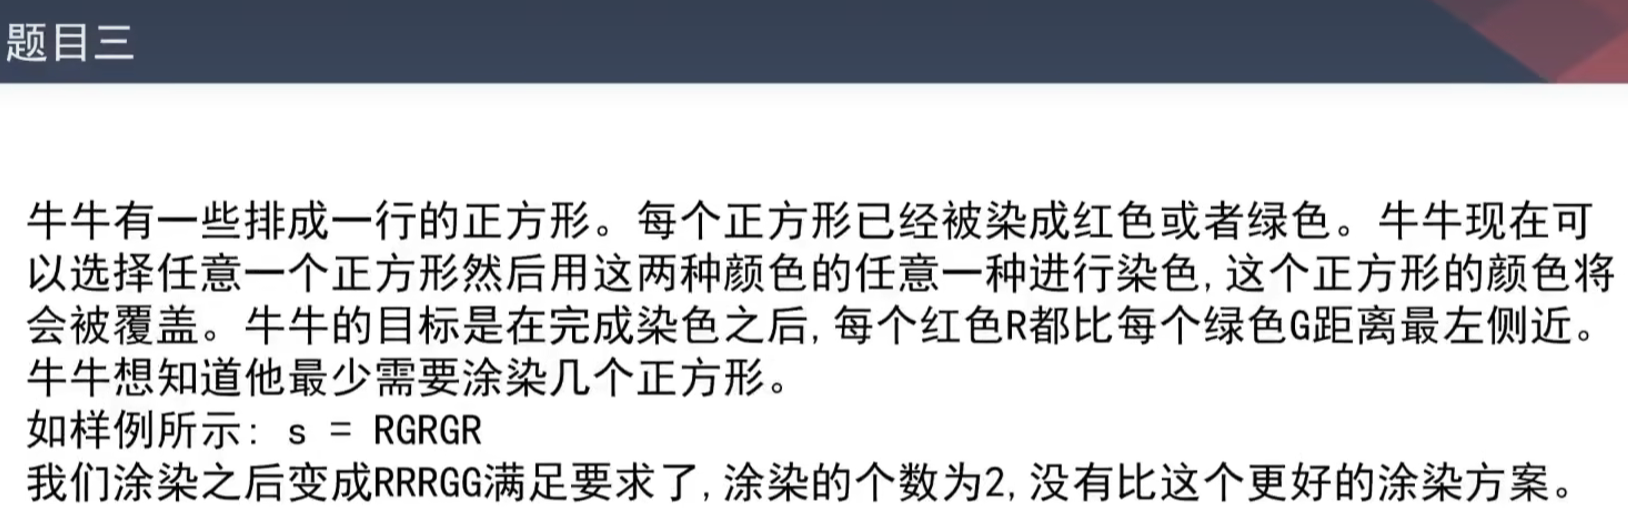 题目三
牛牛有一些排成一行的正方形。每个正方形已经被染成红色或者绿色。牛牛现在可
以选择任意一个正方形然后用这两种颜色的任意一种进行染色,这个正方形的颜色将
会被覆盖。牛牛的目标是在完成染色之后,每个红色R都比每个绿色G距离最左侧近。
牛牛想知道他最少需要涂染几个正方形。
如样例所示: s = RGRGR
我们涂染之后变成RRRGG满足要求了,涂染的个数为2,没有比这个更好的涂染方案。